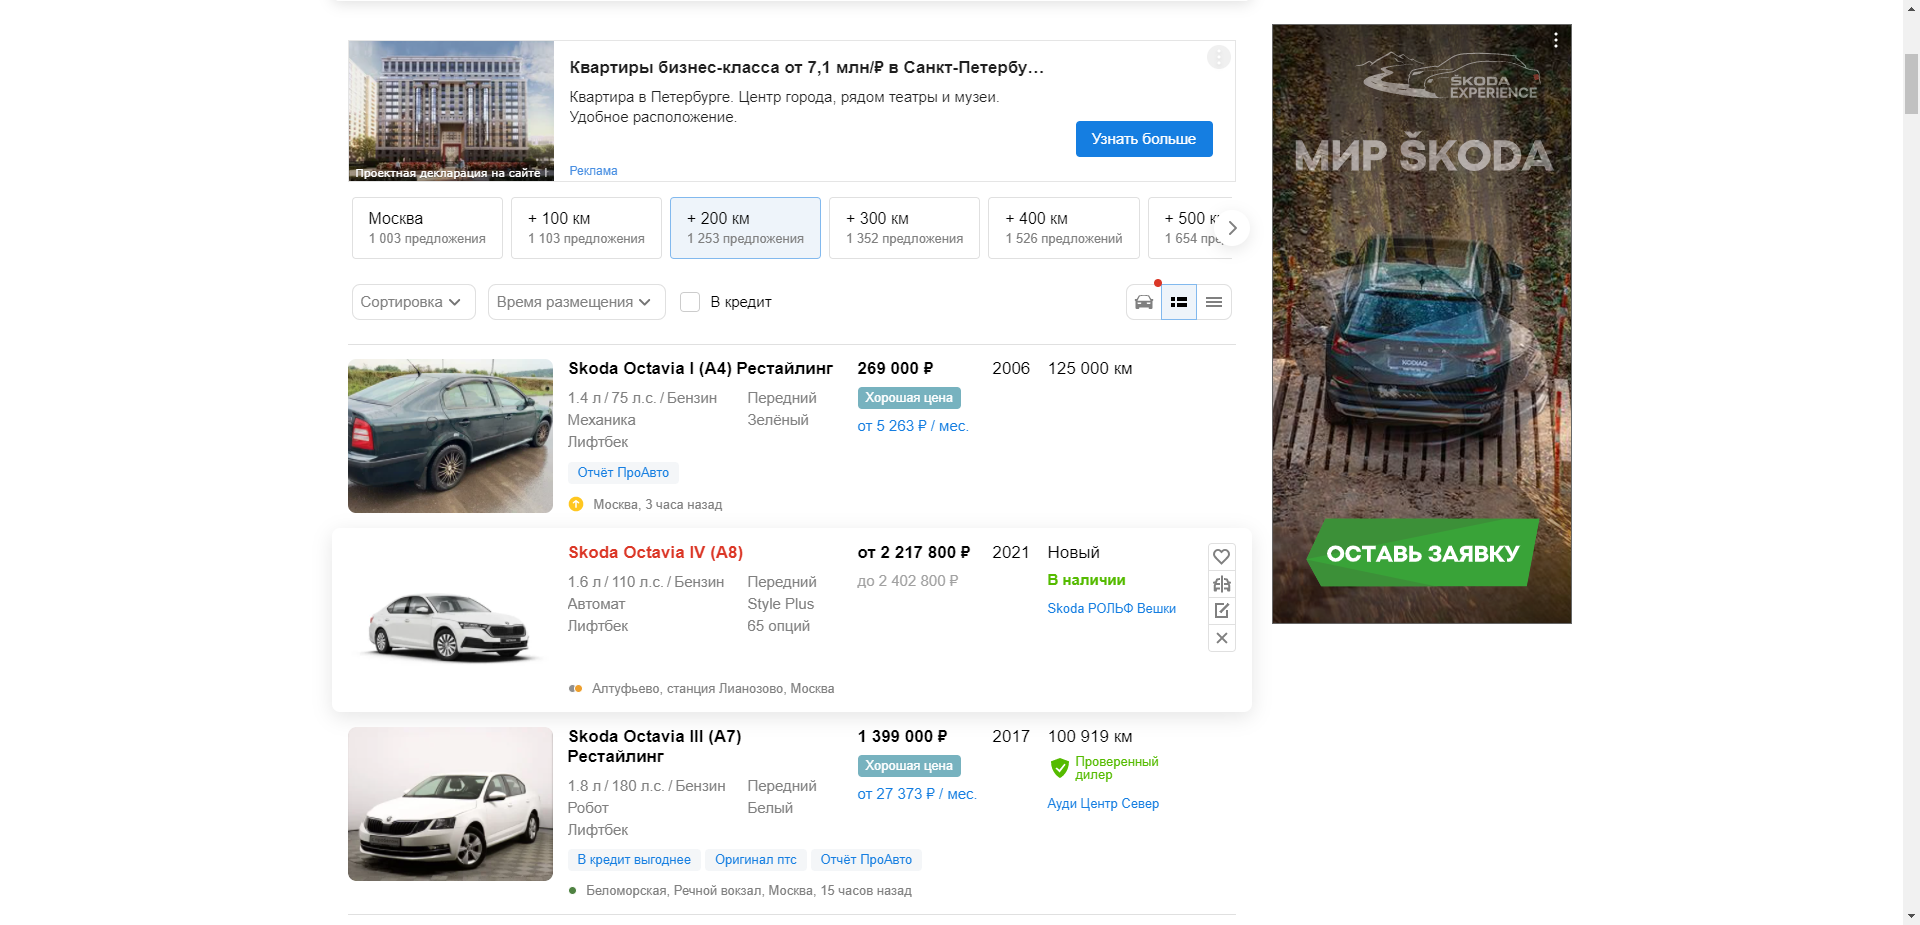 Квартиры бизнес-класса от 7,1 млн/₽ в Санкт-Петербу...
Квартира в Петербурге. Центр города, рядом театры и музеи.
Удобное расположение.
Узнать больше
Реклама
Проектная декларация на сайте
Москва
1 003 предложения
+ 100 км
1 103 предложения
+ 200 км
1 253 предложения
+ 300 км
1 352 предложения
+ 400 км
1 526 предложений
+ 500
1 654
Сортировка
Время размещения
В кредит
Skoda Octavia I (A4) Рестайлинг
269 000 ₽
2006
125 000 км
1.4 л / 75 л.с. / Бензин
Передний
Хорошая цена
Механика
Зелёный
от 5 263 ₽ / мес.
Лифтбек
Отчёт ПроАвто
Москва, 3 часа назад
Skoda Octavia IV (A8)
от 2 217 800 ₽
2021
Новый
1.6 л / 110 л.с. / Бензин
Передний
до 2 402 800 ₽
В наличии
Автомат
Style Plus
Skoda РОЛЬФ Вешки
Лифтбек
65 опций
Алтуфьево, станция Лианозово, Москва
Skoda Octavia III (A7)
Рестайлинг
1 399 000 ₽
2017
100 919 км
1.8 л / 180 л.с. / Бензин
Передний
Хорошая цена
Проверенный
дилер
Робот
Белый
от 27 373 ₽ / мес.
Ауди Центр Север
Лифтбек
В кредит выгоднее
Оригинал птс
Отчёт ПроАвто
Беломорская, Речной вокзал, Москва, 15 часов назад
ŠKODA
EXPERIENCE
МИР ŠKODA
SKODA
KODIAQ
ОСТАВЬ ЗАЯВКУ